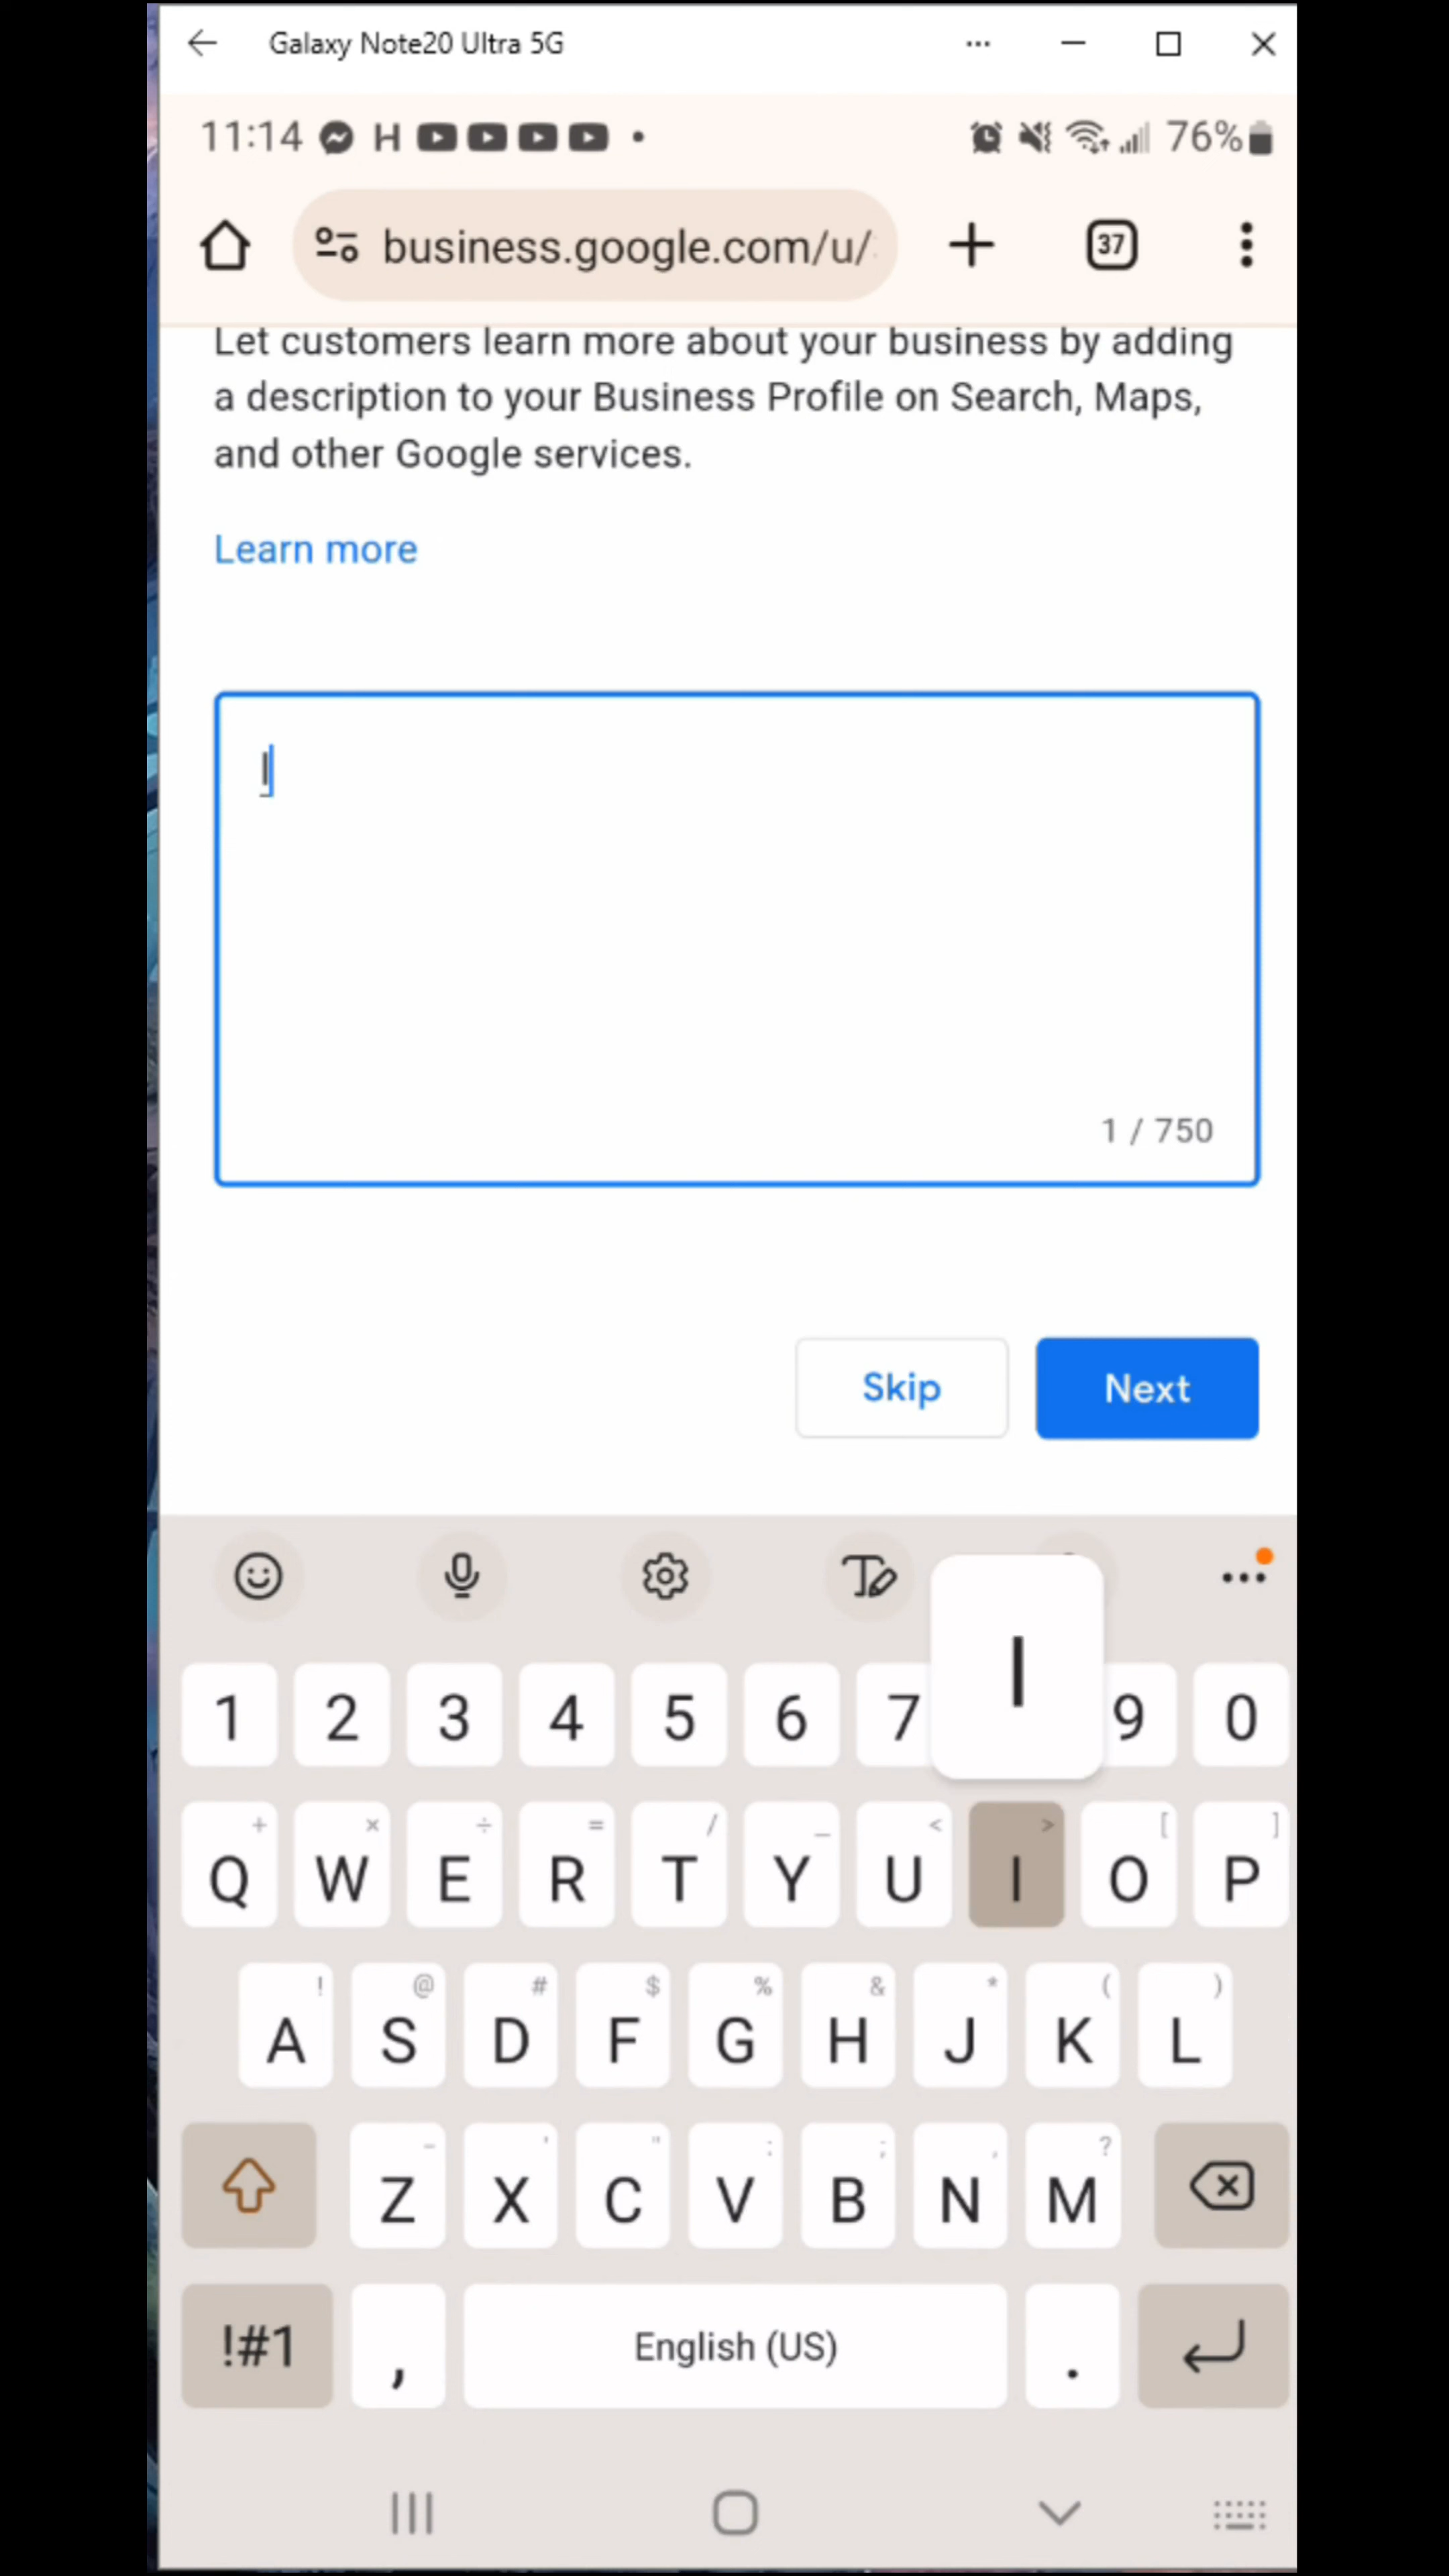 Galaxy Note20 Ultra 5G
11:14 H 76%
business.google.com/u/
37
Let customers learn more about your business by adding
a description to your Business Profile on Search, Maps,
and other Google services.
Learn more
I
1 / 750
Skip
Next
I
1 2 3 4 5 6 7 9 0
+ × ÷ = / _ < > [ ]
Q W E R T Y U I O P
! @ # $ % & * ( )
A S D F G H J K L
- ' " : ; , ?
Z X C V B N M
!#1 , English (US) .